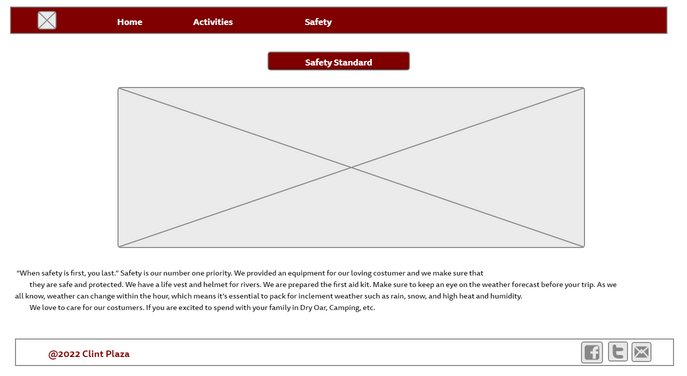 Home Activities Safety
Safety Standard
“When safety is first, you last.” Safety is our number one priority. We provided an equipment for our loving costumer and we make sure that
they are safe and protected. We have a life vest and helmet for rivers. We are prepared the first aid kit. Make sure to keep an eye on the weather forecast before your trip. As we
all know, weather can change within the hour, which means it's essential to pack for inclement weather such as rain, snow, and high heat and humidity.
We love to care for our costumers. If you are excited to spend with your family in Dry Oar, Camping, etc.
@2022 Clint Plaza